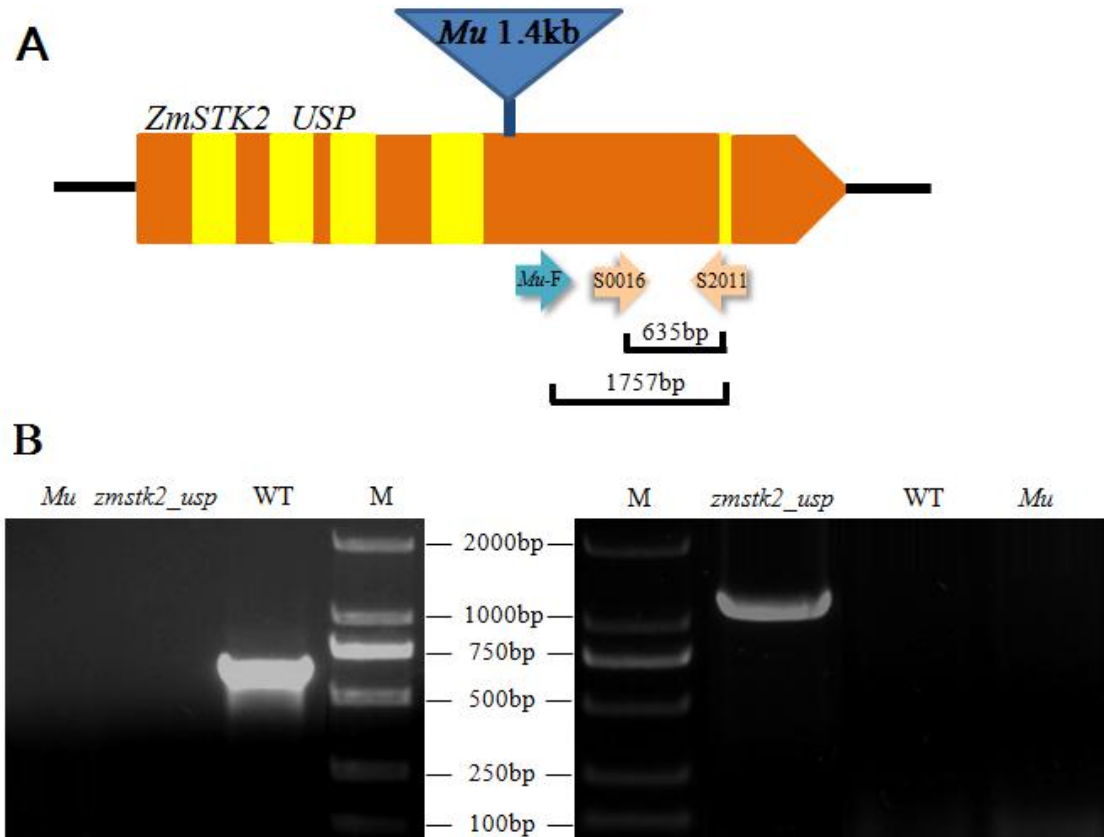 A
Mu 1.4kb
ZmSTK2 USP
Mu-F S0016 S2011
635bp
1757bp
B
Mu zmstk2_usp WT M M zmstk2_usp WT Mu
2000bp
1000bp
750bp
500bp
250bp
100bp